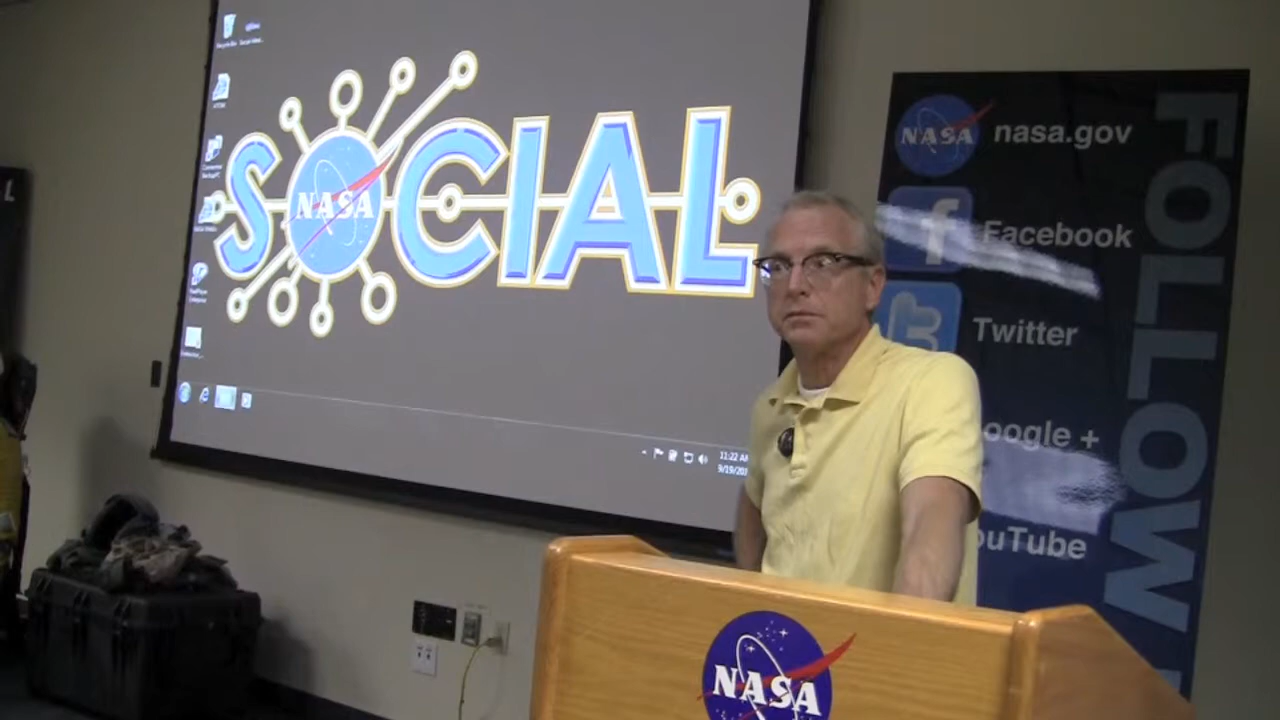 SOCIAL
NASA
11:22 AM
NASA
nasa.gov
Facebook
Twitter
oogle +
ouTube
FOLLOW
L
NASA